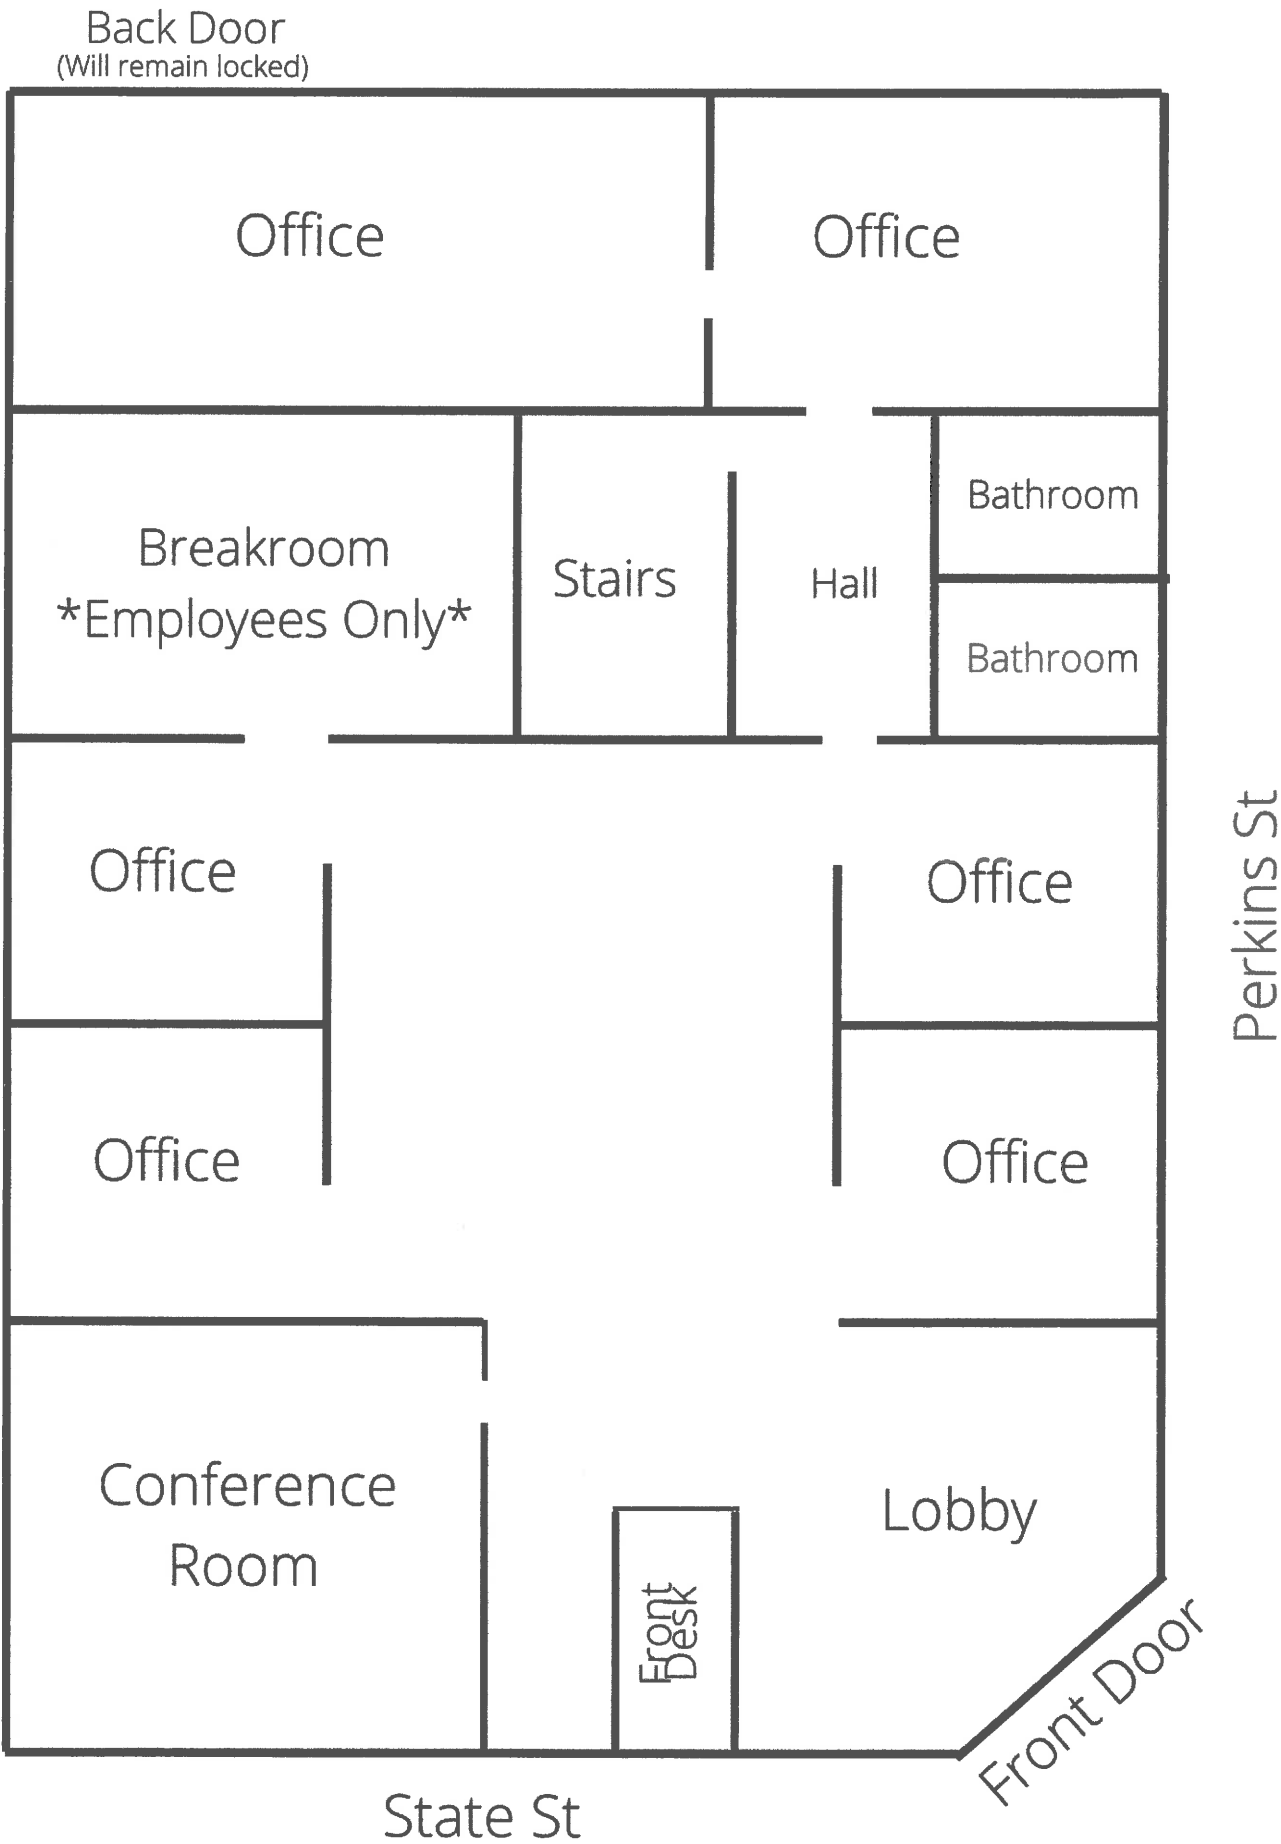 Back Door
(Will remain locked)
Office
Office
Bathroom
Breakroom
*Employees Only*
Stairs
Hall
Bathroom
Office
Office
Perkins St
Office
Office
Conference
Room
Lobby
Front
Desk
Front Door
State St